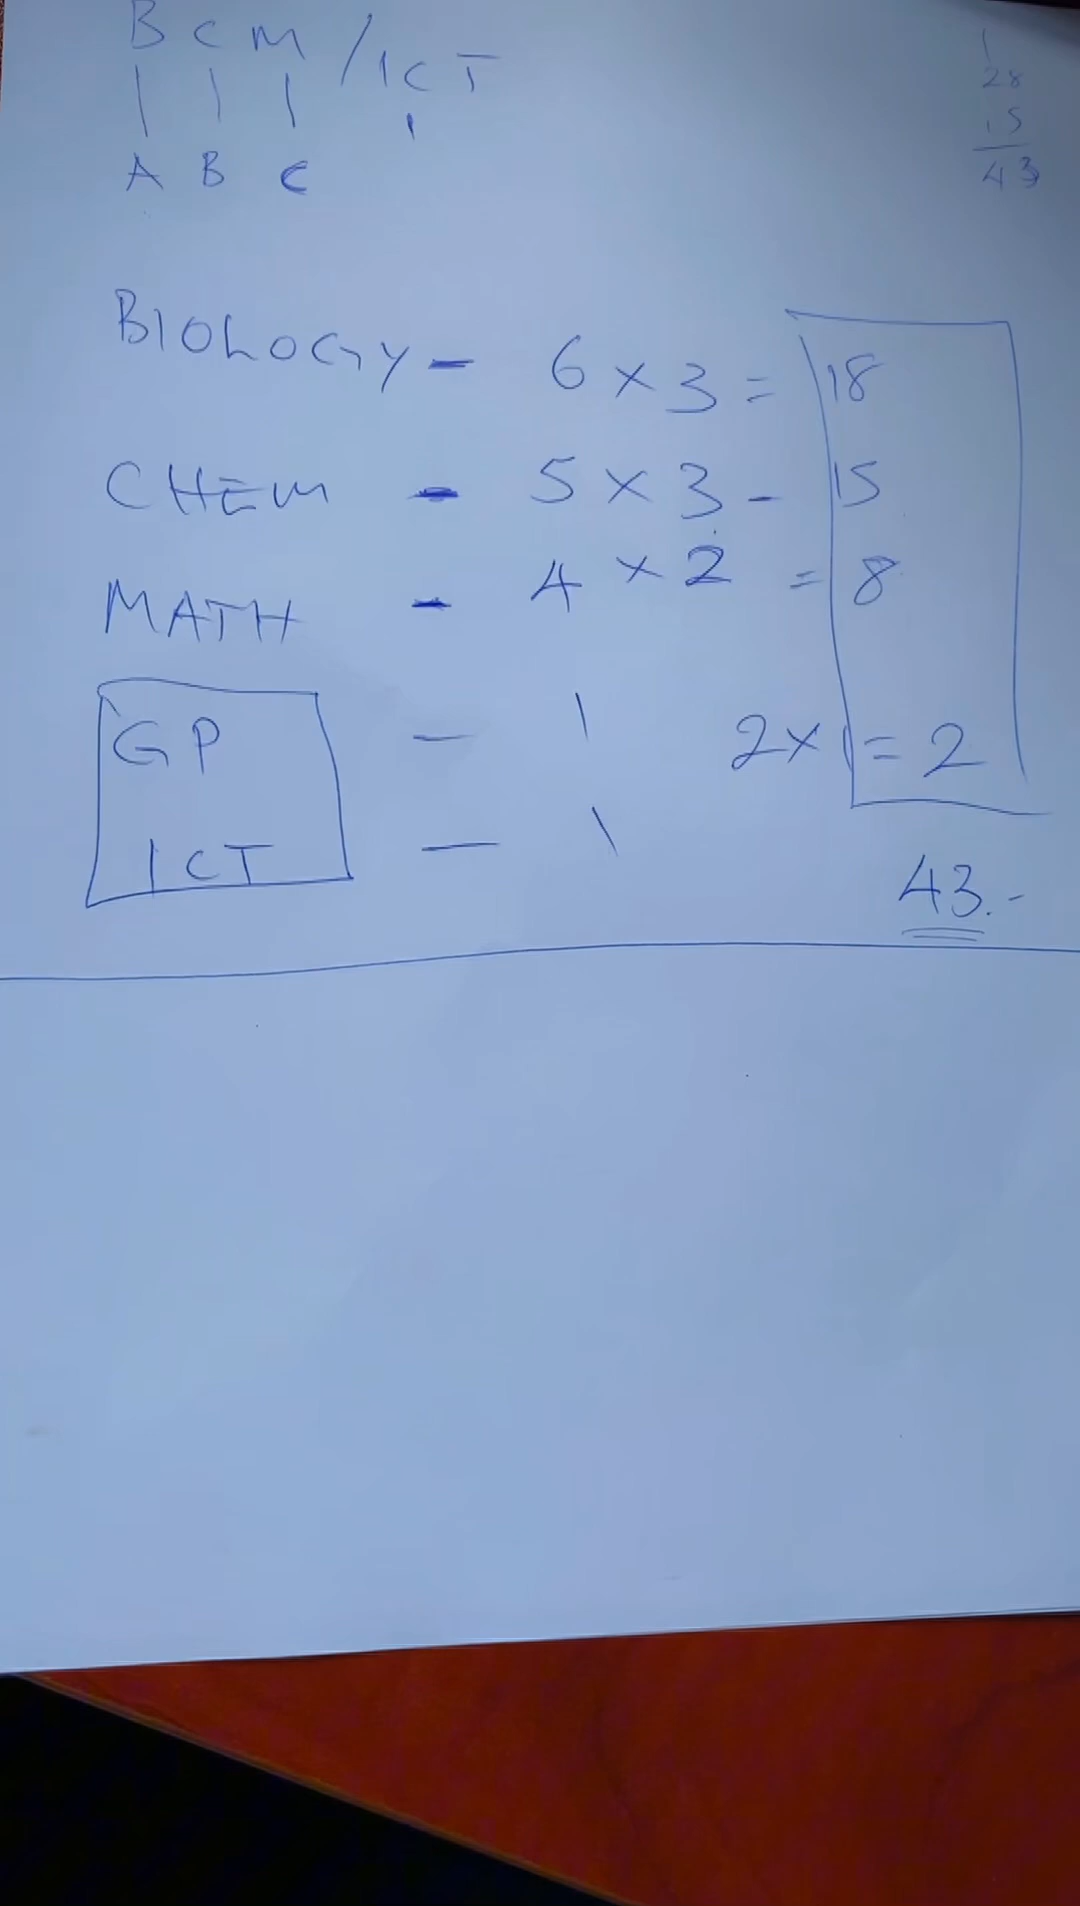 B C M / ICT
A B C
1
28
15
43
BIOLOGY - 6 × 3 = 18
CHEM - 5 × 3 - 15
MATH - 4 × 2 = 8
GP - 1 2 × 1 = 2
ICT - 1
43.-